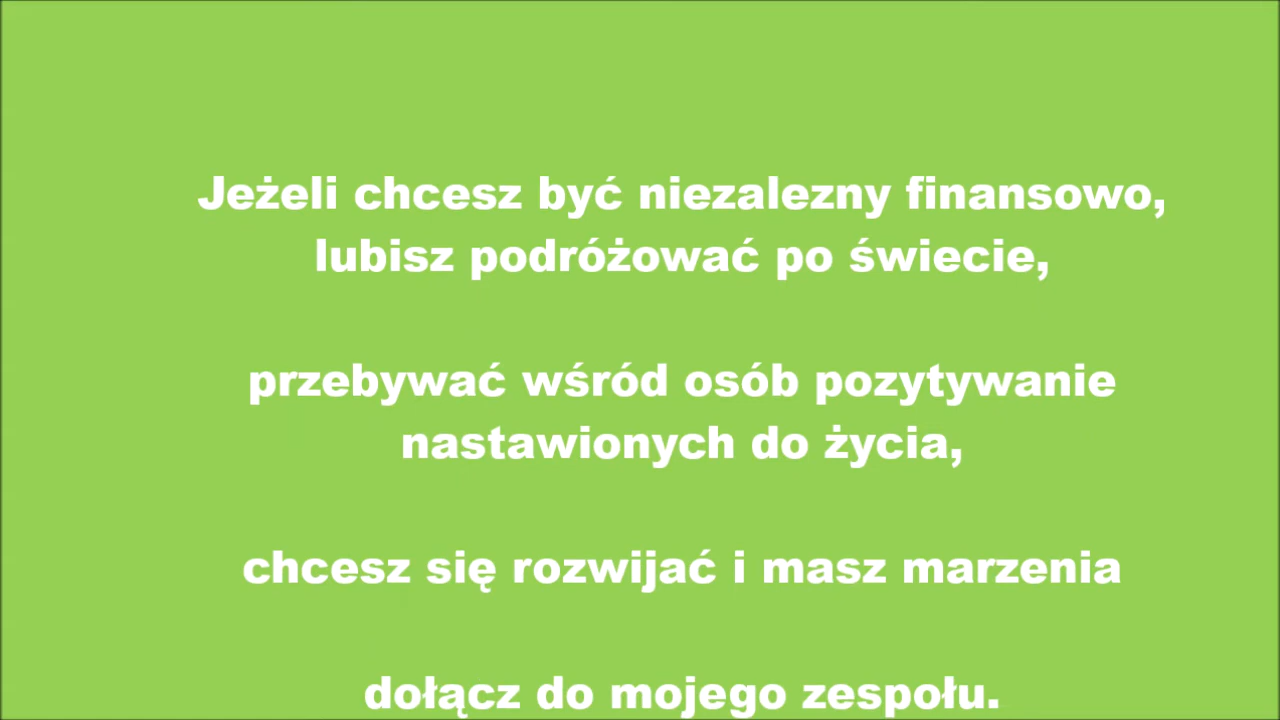 Jeżeli chcesz być niezalezny finansowo,
lubisz podróżować po świecie,
przebywać wśród osób pozytywanie
nastawionych do życia,
chcesz się rozwijać i masz marzenia
dołącz do mojego zespołu.